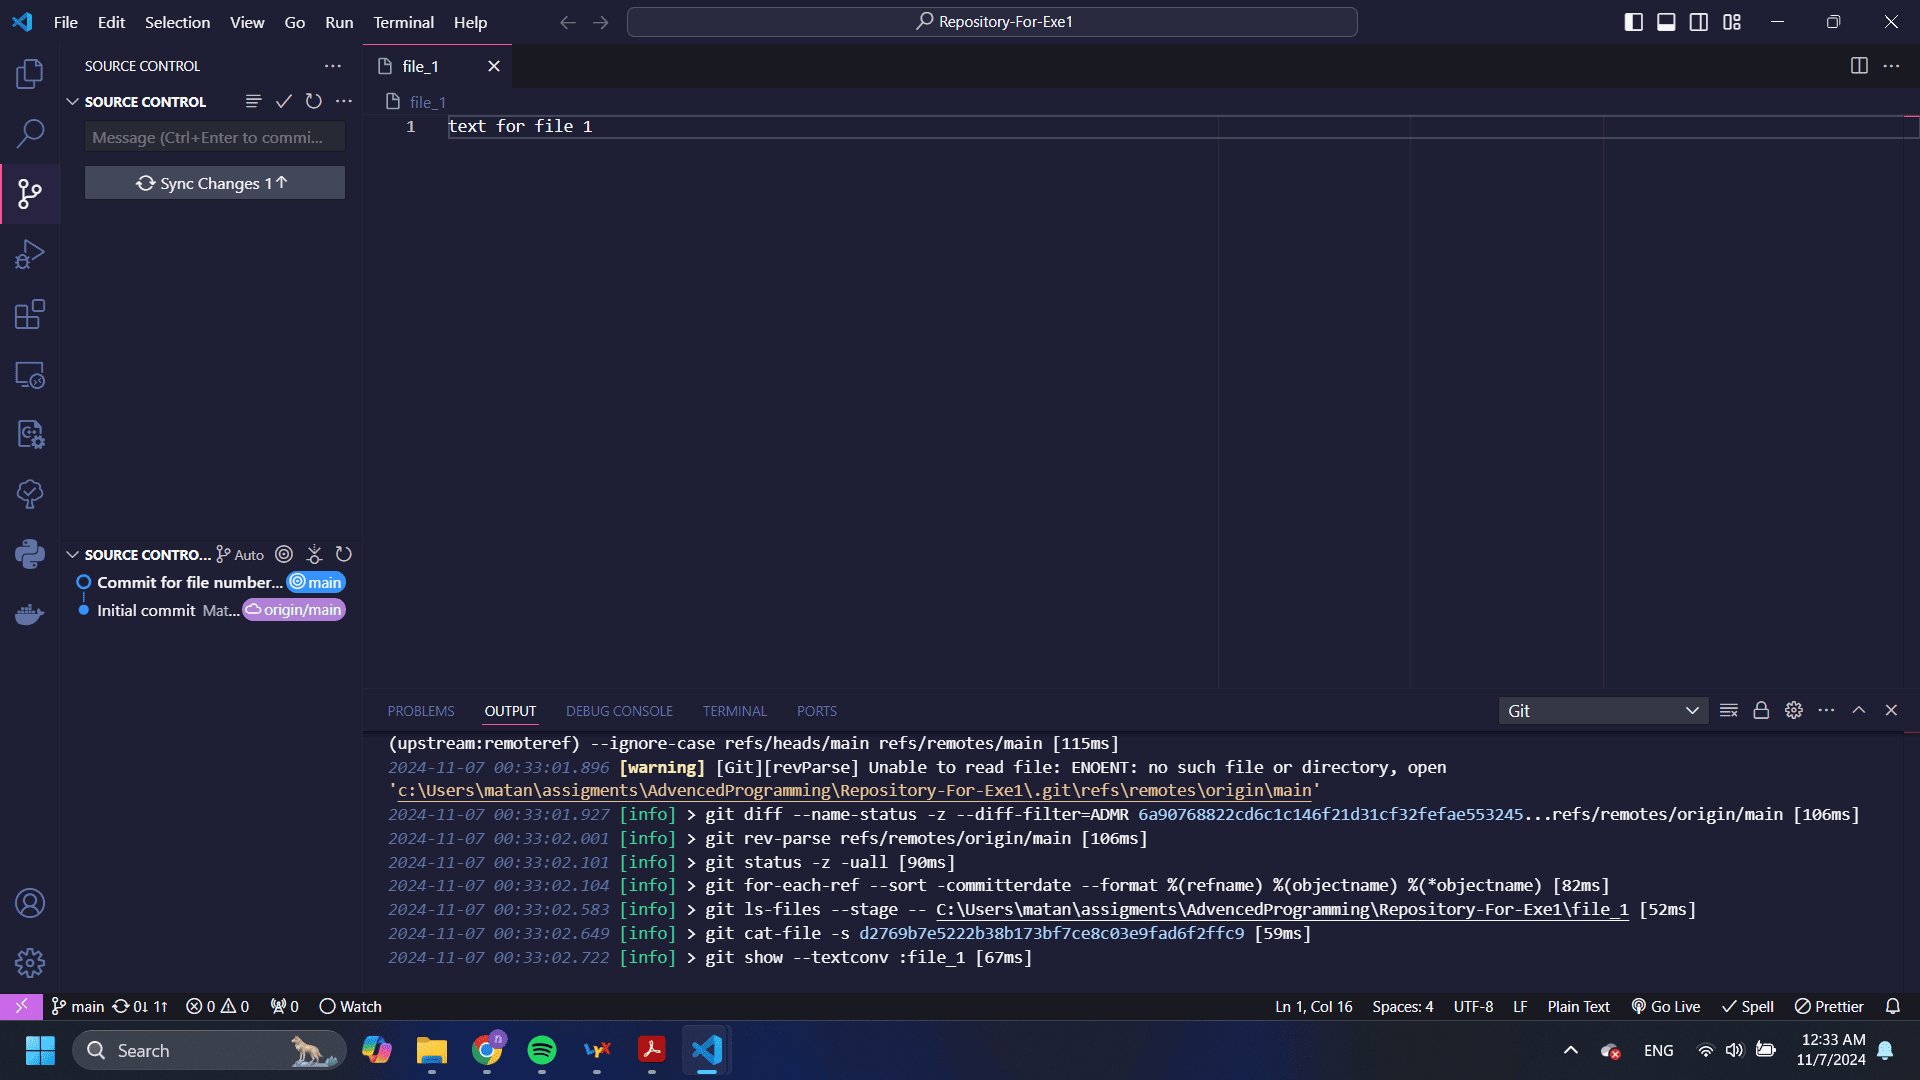 File Edit Selection View Go Run Terminal Help
Repository-For-Exe1
SOURCE CONTROL
SOURCE CONTROL
Message (Ctrl+Enter to commi...
Sync Changes 1↑
SOURCE CONTRO... Auto
Commit for file number... main
Initial commit Mat... origin/main
file_1
file_1
1 text for file 1
PROBLEMS OUTPUT DEBUG CONSOLE TERMINAL PORTS
Git
(upstream:remoteref) --ignore-case refs/heads/main refs/remotes/main [115ms]
2024-11-07 00:33:01.896 [warning] [Git][revParse] Unable to read file: ENOENT: no such file or directory, open
'c:\Users\matan\assigments\AdvencedProgramming\Repository-For-Exe1\.git\refs\remotes\origin\main'
2024-11-07 00:33:01.927 [info] > git diff --name-status -z --diff-filter=ADMR 6a90768822cd6c1c146f21d31cf32fefae553245...refs/remotes/origin/main [106ms]
2024-11-07 00:33:02.001 [info] > git rev-parse refs/remotes/origin/main [106ms]
2024-11-07 00:33:02.101 [info] > git status -z -uall [90ms]
2024-11-07 00:33:02.104 [info] > git for-each-ref --sort -committerdate --format %(refname) %(objectname) %(*objectname) [82ms]
2024-11-07 00:33:02.583 [info] > git ls-files --stage -- C:\Users\matan\assigments\AdvencedProgramming\Repository-For-Exe1\file_1 [52ms]
2024-11-07 00:33:02.649 [info] > git cat-file -s d2769b7e5222b38b173bf7ce8c03e9fad6f2ffc9 [59ms]
2024-11-07 00:33:02.722 [info] > git show --textconv :file_1 [67ms]
main 0↓ 1↑ 0 0 0 Watch
Ln 1, Col 16 Spaces: 4 UTF-8 LF Plain Text Go Live Spell Prettier
Search
ENG
12:33 AM
11/7/2024